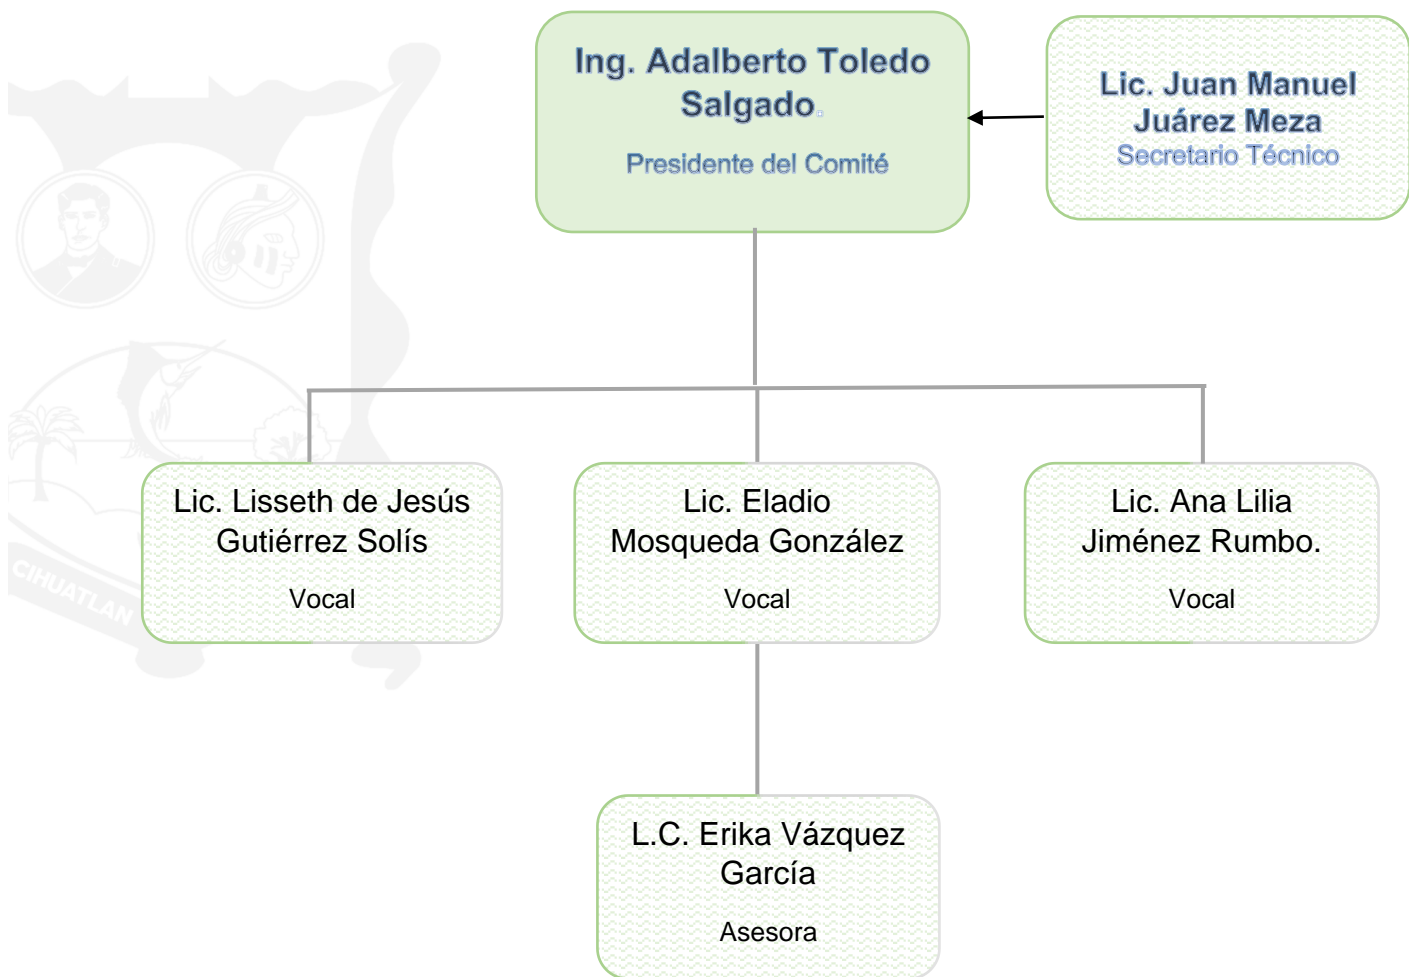 Ing. Adalberto Toledo
Salgado.
Presidente del Comité
Lic. Juan Manuel
Juárez Meza
Secretario Técnico
Lic. Lisseth de Jesús
Gutiérrez Solís
Vocal
Lic. Eladio
Mosqueda González
Vocal
Lic. Ana Lilia
Jiménez Rumbo.
Vocal
L.C. Erika Vázquez
García
Asesora
CIHUATLAN